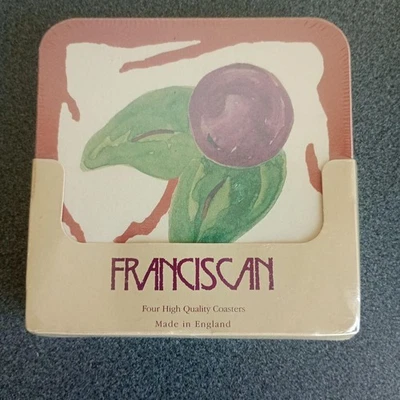 FRANCISCAN
Four High Quality Coasters
Made in England